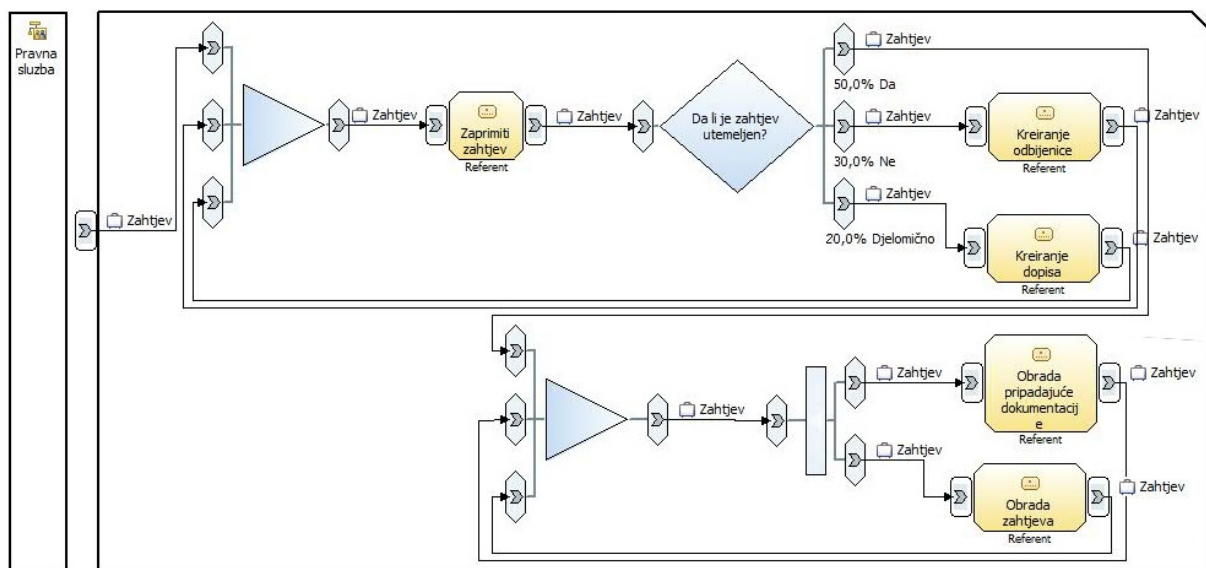 Pravna
sluzba
Zahtjev
Zahtjev
Zaprimiti
zahtjev
Referent
Zahtjev
Da li je zahtjev
utemeljen?
Zahtjev
50,0% Da
Zahtjev
30,0% Ne
Zahtjev
20,0% Djelomično
Kreiranje
odbijenice
Referent
Zahtjev
Kreiranje
dopisa
Referent
Zahtjev
Zahtjev
Zahtjev
Obrada
pripadajuće
dokumentacij
e
Referent
Zahtjev
Zahtjev
Obrada
zahtjeva
Referent
Zahtjev